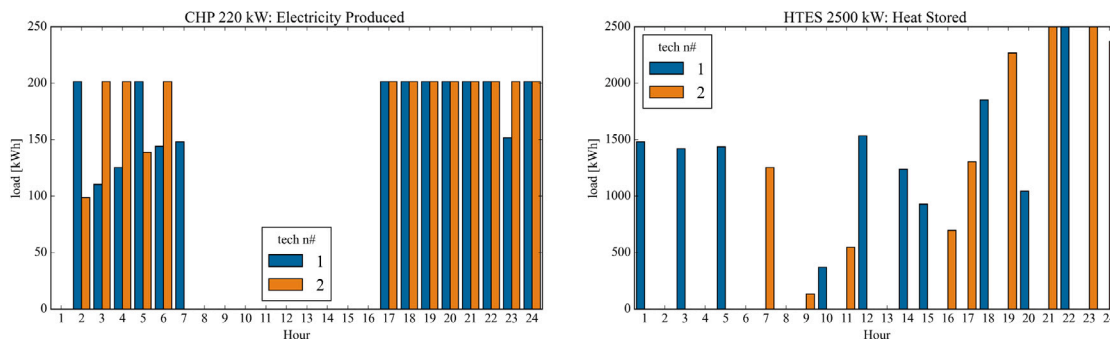 CHP 220 kW: Electricity Produced
250
200
150
100
50
0
load [kWh]
tech n#
1
2
1 2 3 4 5 6 7 8 9 10 11 12 13 14 15 16 17 18 19 20 21 22 23 24
Hour
HTES 2500 kW: Heat Stored
2500
2000
1500
1000
500
0
load [kWh]
tech n#
1
2
1 2 3 4 5 6 7 8 9 10 11 12 13 14 15 16 17 18 19 20 21 22 23 24
Hour